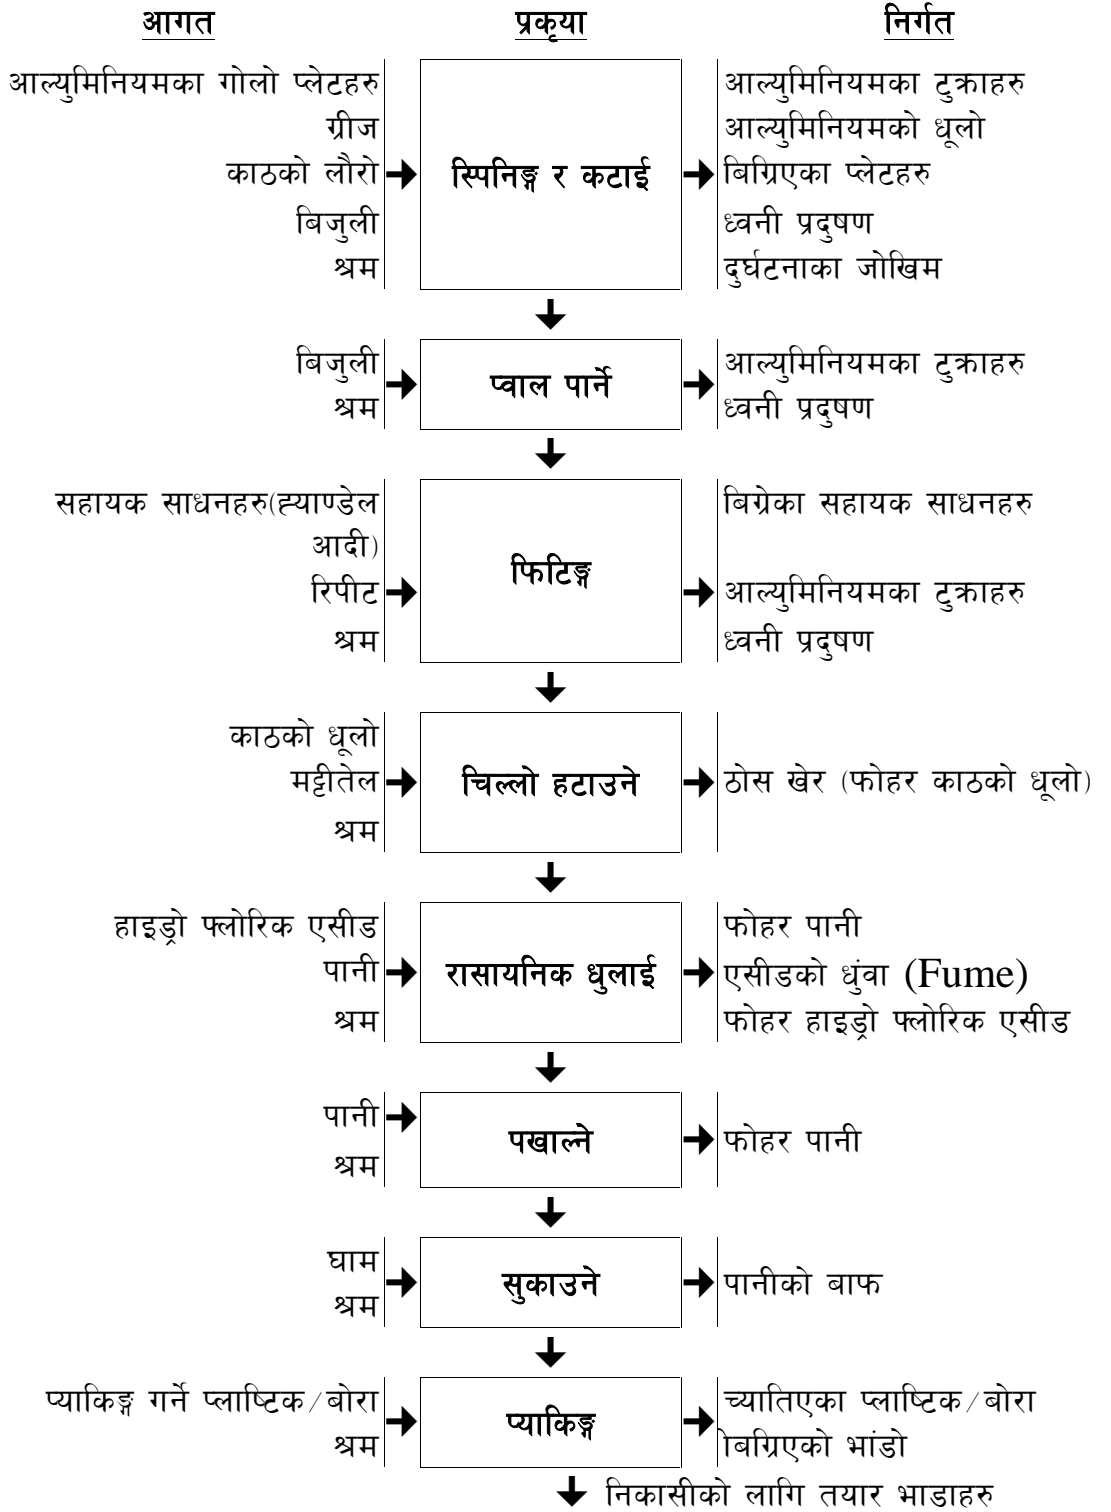 आगत
प्रकृया
निर्गत
आल्युमिनियमका गोलो प्लेटहरु
ग्रीज
काठको लौरो
बिजुली
श्रम
स्पिनिङ्ग र कटाई
आल्युमिनियमका टुक्राहरु
आल्युमिनियमको धूलो
बिग्रिएका प्लेटहरु
ध्वनी प्रदुषण
दुर्घटनाका जोखिम
बिजुली
श्रम
प्वाल पार्ने
आल्युमिनियमका टुक्राहरु
ध्वनी प्रदुषण
सहायक साधनहरु(ह्याण्डेल
आदी)
रिपीट
श्रम
फिटिङ्ग
बिग्रेका सहायक साधनहरु
आल्युमिनियमका टुक्राहरु
ध्वनी प्रदुषण
काठको धूलो
मट्टीतेल
श्रम
चिल्लो हटाउने
ठोस खेर (फोहर काठको धूलो)
हाइड्रो फ्लोरिक एसीड
पानी
श्रम
रासायनिक धुलाई
फोहर पानी
एसीडको धुंवा (Fume)
फोहर हाइड्रो फ्लोरिक एसीड
पानी
श्रम
पखाल्ने
फोहर पानी
घाम
श्रम
सुकाउने
पानीको बाफ
प्याकिङ्ग गर्ने प्लाष्टिक/बोरा
श्रम
प्याकिङ्ग
च्यातिएका प्लाष्टिक/बोरा
ोबग्रिएको भांडो
निकासीको लागि तयार भाडाहरु